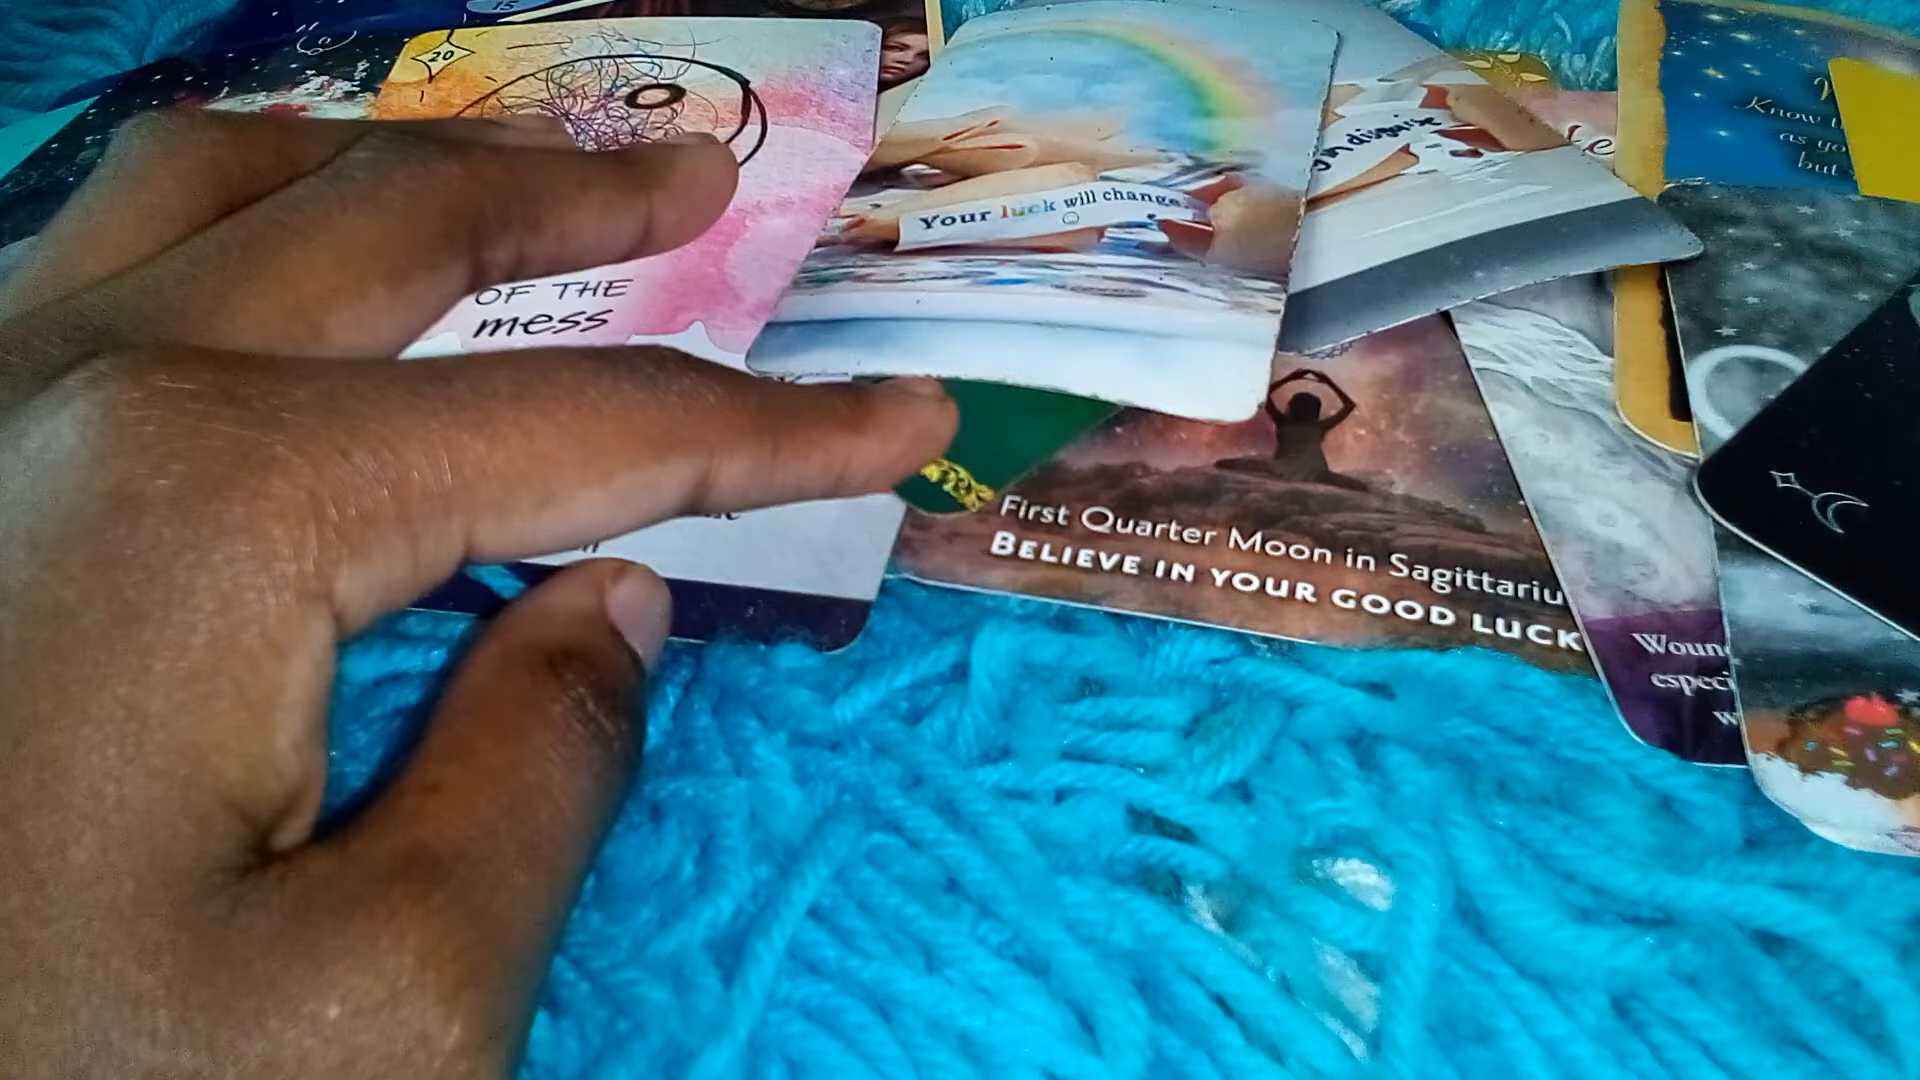 15
20
OF THE
mess
Your luck will change.
in disguise
Know
as yo
but
First Quarter Moon in Sagittariu
BELIEVE IN YOUR GOOD LUCK
Woun
especi
w